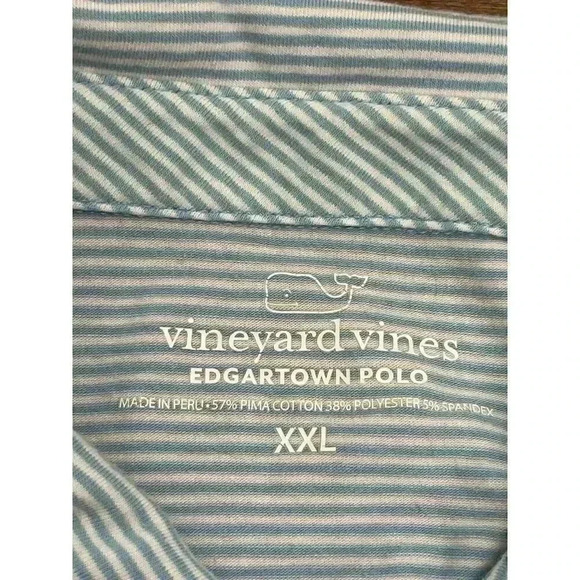 vineyard vines
EDGARTOWN POLO
MADE IN PERU • 57% PIMA COTTON 38% POLYESTER 5% SPANDEX
XXL